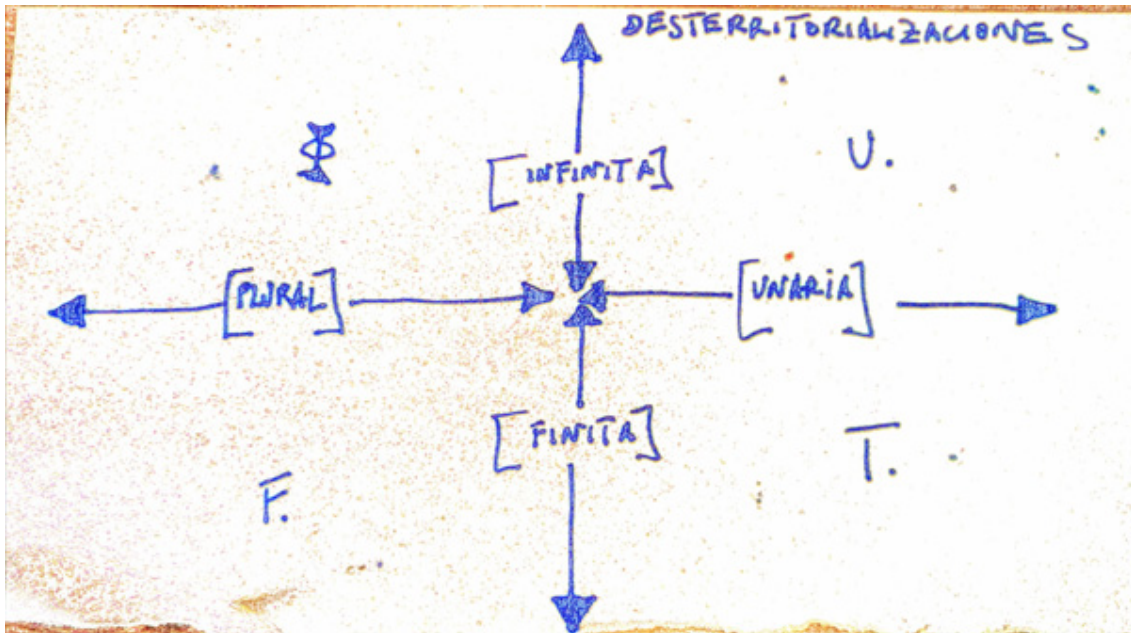 DESTERRITORIALIZACIONES
Φ
U.
[INFINITA]
[PLURAL]
[UNARIA]
[FINITA]
T.
F.